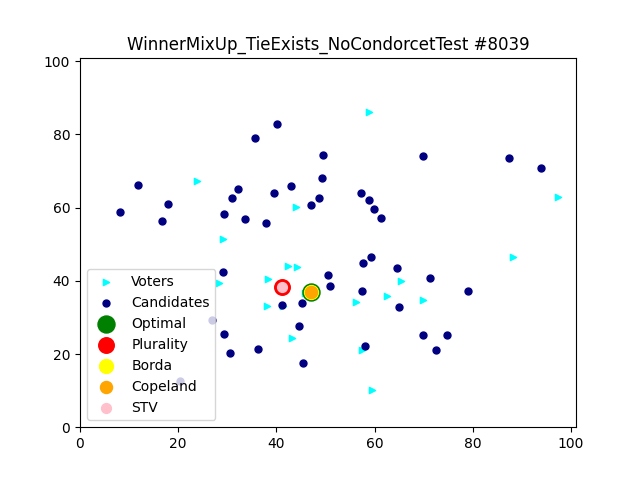 WinnerMixUp_TieExists_NoCondorcetTest #8039
100
80
60
40
20
0
Voters
Candidates
Optimal
Plurality
Borda
Copeland
STV
0 20 40 60 80 100